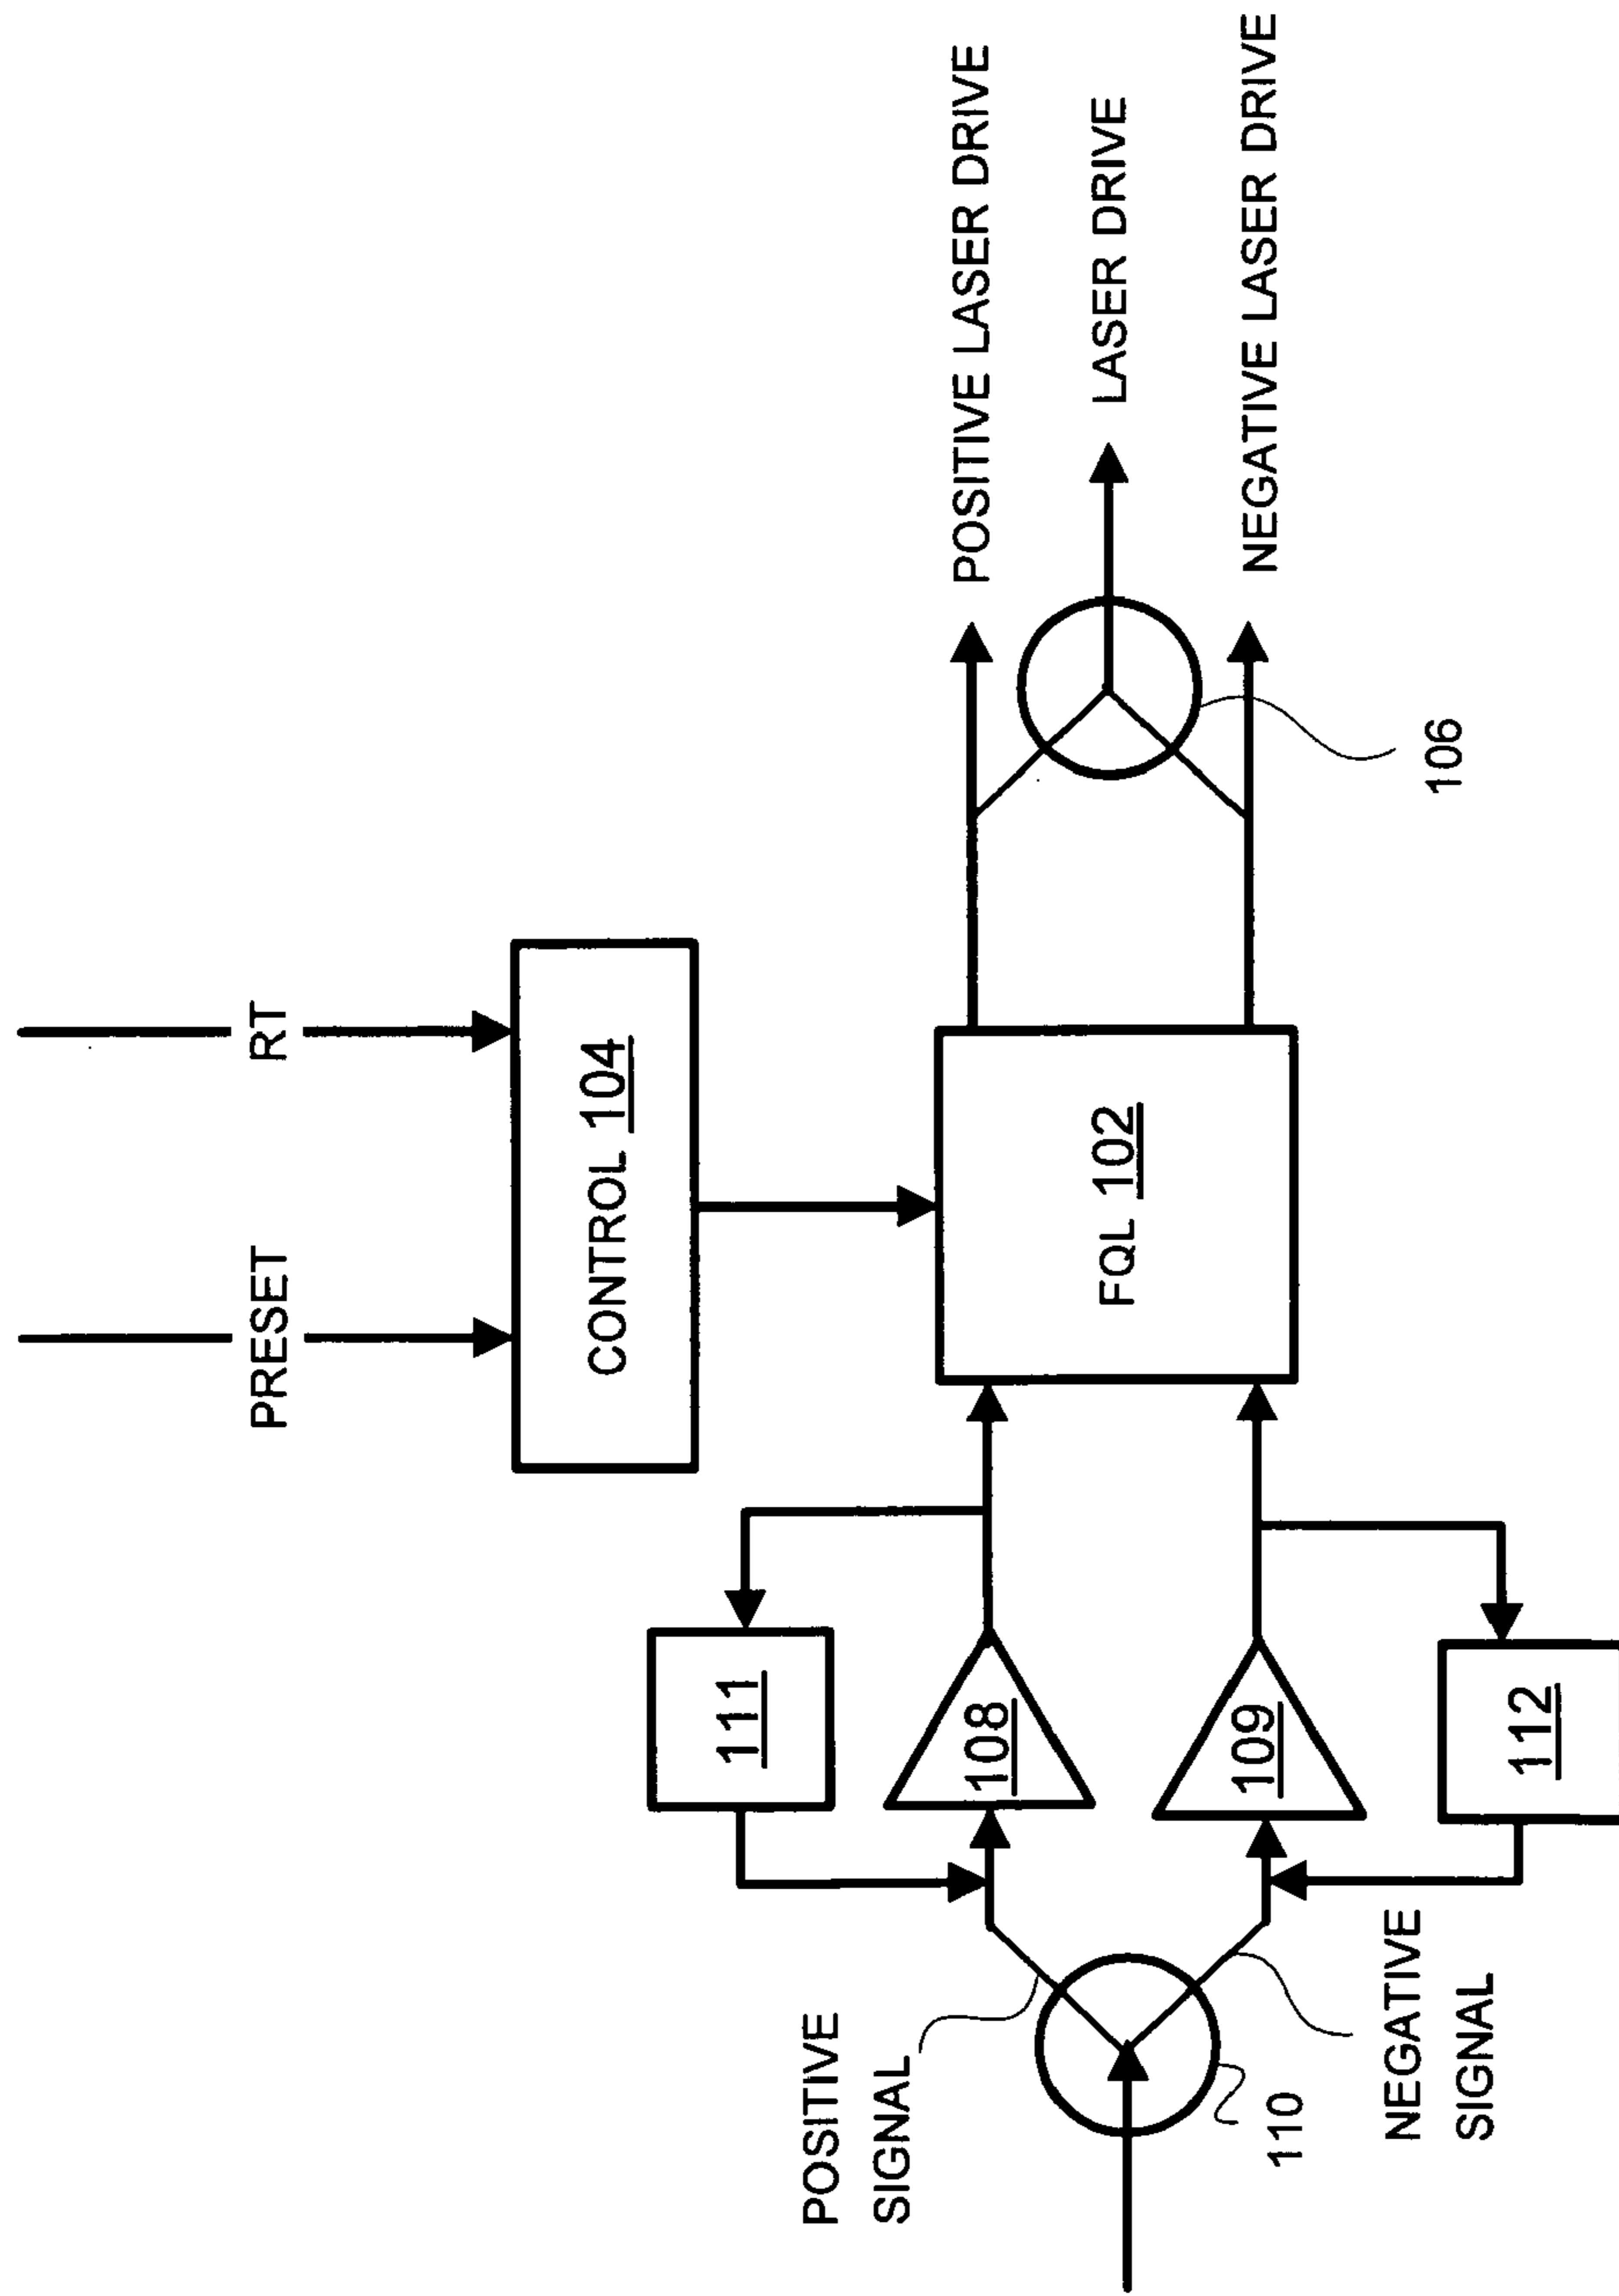 PRESET
RT
CONTROL 104
111
108
POSITIVE
SIGNAL
110
NEGATIVE
SIGNAL
109
112
FQL 102
POSITIVE LASER DRIVE
LASER DRIVE
NEGATIVE LASER DRIVE
106